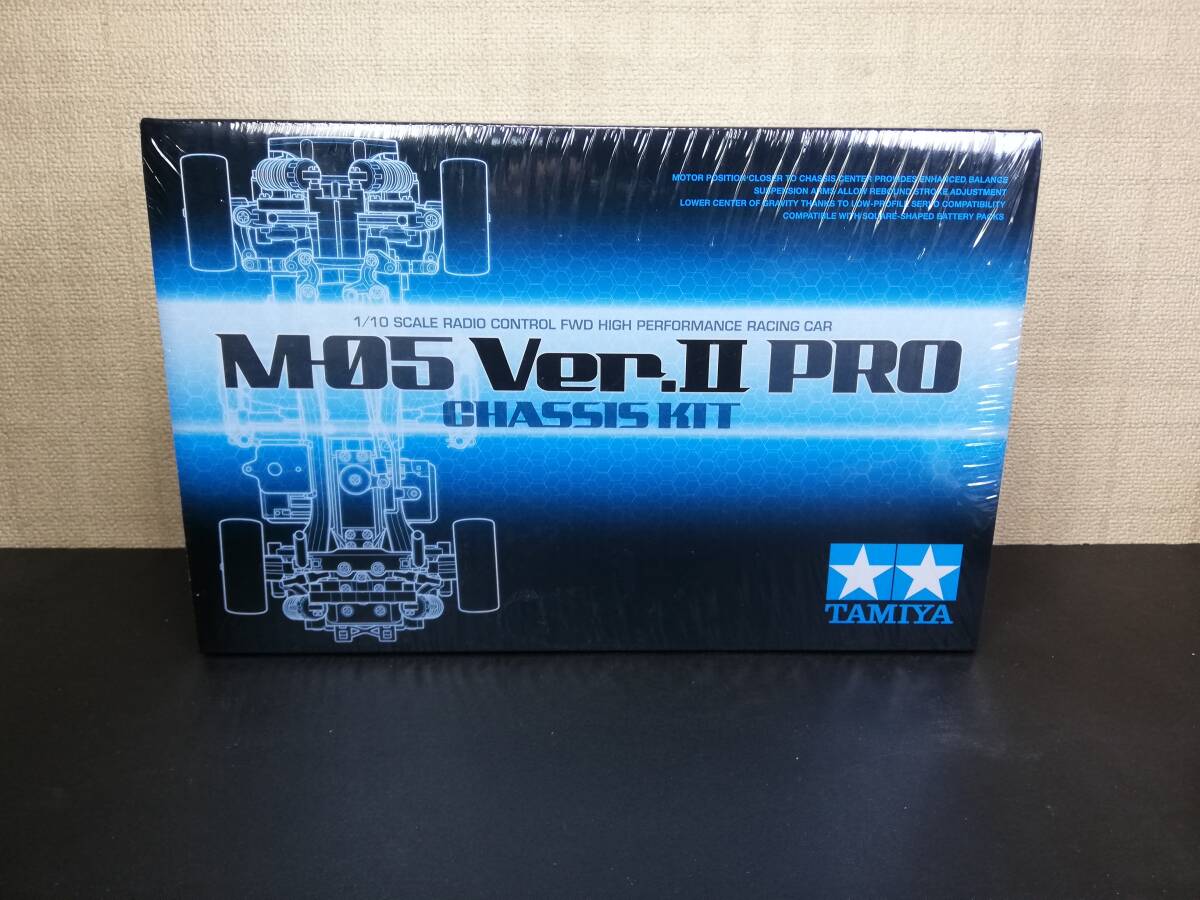 MOTOR POSITION CLOSER TO CHASSIS CENTER PROVIDES ENHANCED BALANCE
SUSPENSION ARMS ALLOW REBOUND STROKE ADJUSTMENT
LOWER CENTER OF GRAVITY THANKS TO LOW-PROFILE SERVO COMPATIBILITY
COMPATIBLE WITH SQUARE-SHAPED BATTERY PACKS
1/10 SCALE RADIO CONTROL FWD HIGH PERFORMANCE RACING CAR
M-05 Ver.II PRO
CHASSIS KIT
TAMIYA